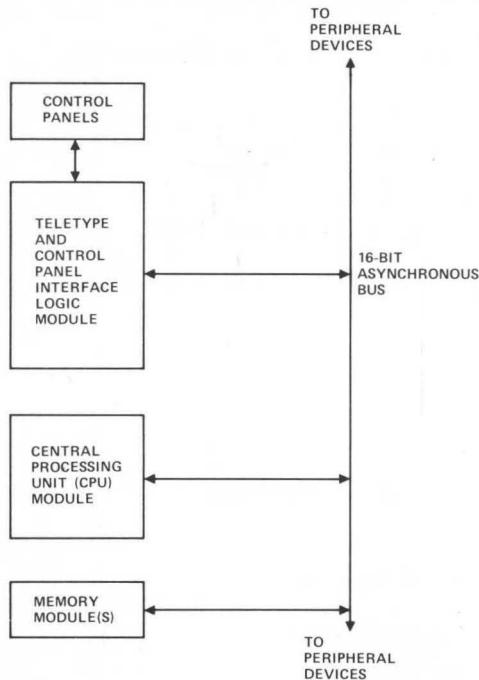 TO
PERIPHERAL
DEVICES
CONTROL
PANELS
TELETYPE
AND
CONTROL
PANEL
INTERFACE
LOGIC
MODULE
16-BIT
ASYNCHRONOUS
BUS
CENTRAL
PROCESSING
UNIT (CPU)
MODULE
MEMORY
MODULE(S)
TO
PERIPHERAL
DEVICES